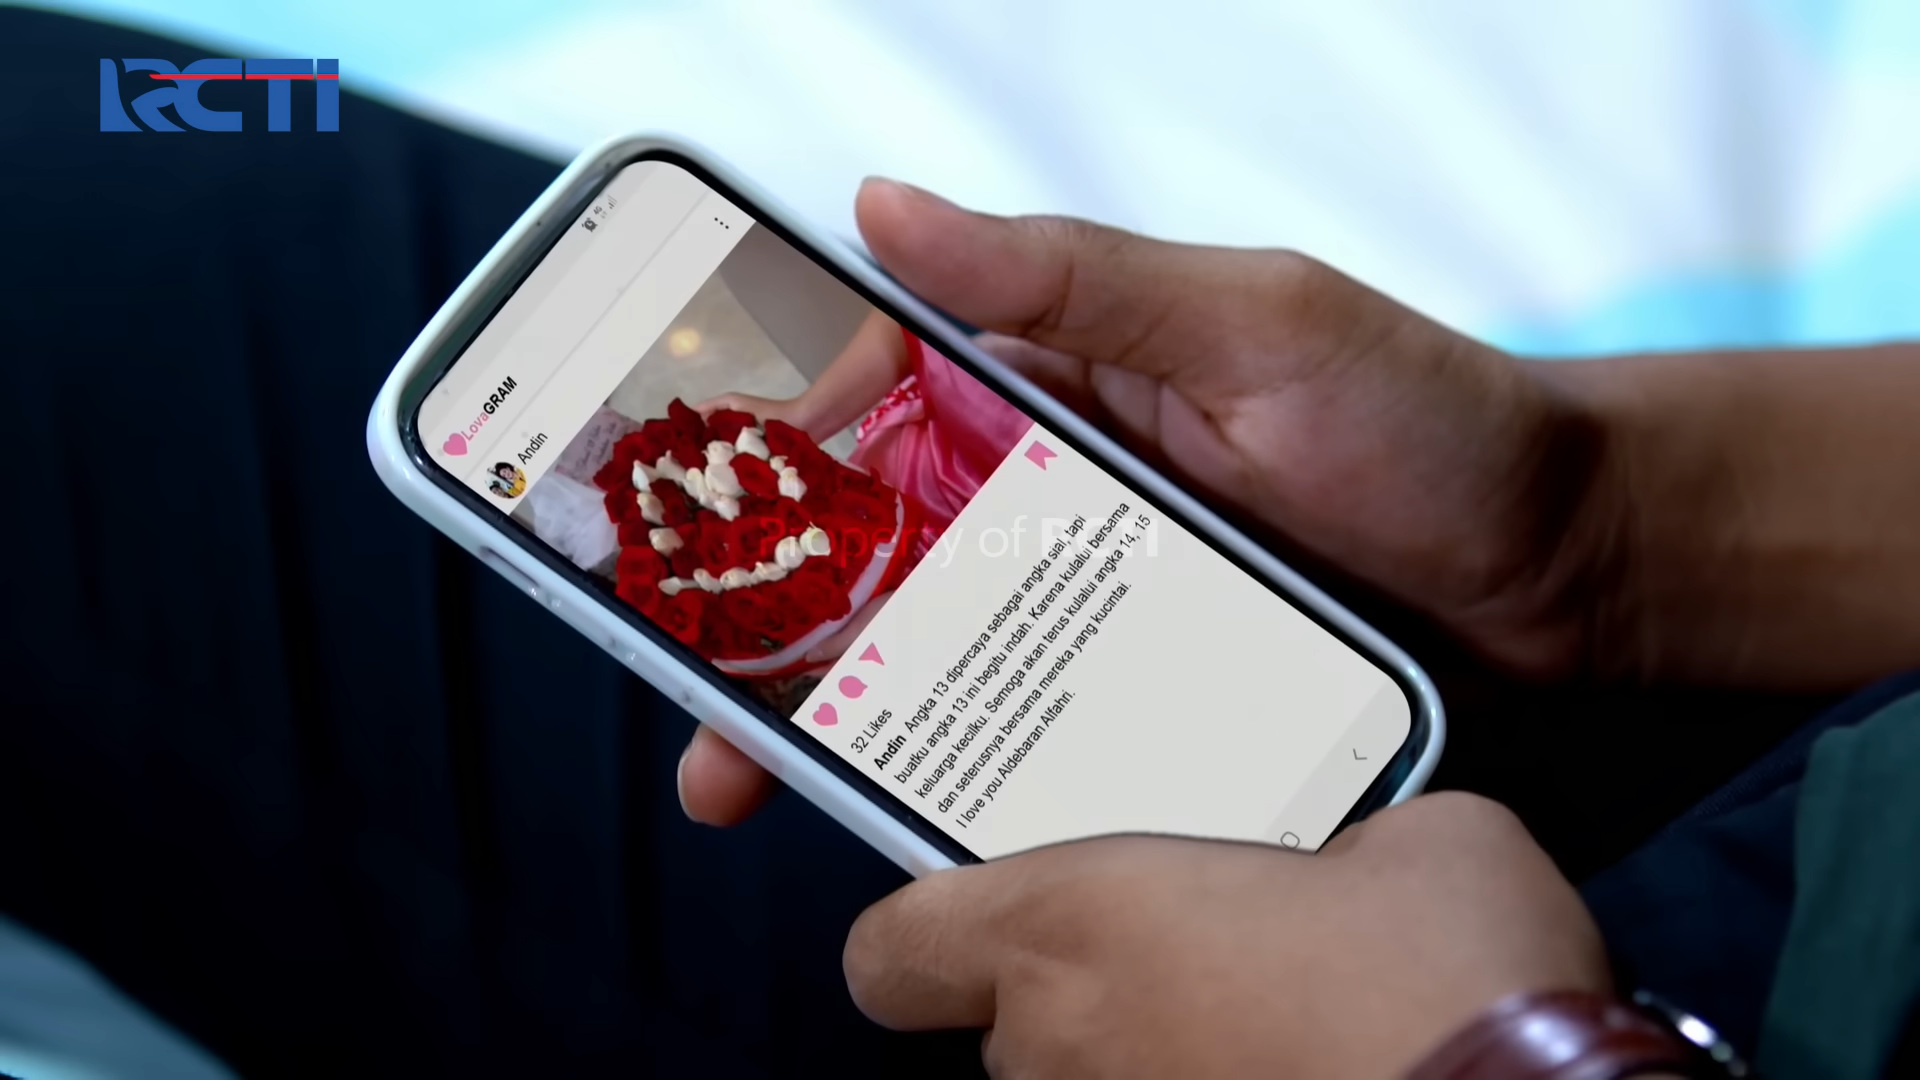 RCTI
4G
LovaGRAM
Andin
Property of RCTI
32 Likes
Andin Angka 13 dipercaya sebagai angka sial, tapi
buatku angka 13 ini begitu indah. Karena kulalui bersama
keluarga kecilku. Semoga akan terus kulalui angka 14, 15
dan seterusnya bersama mereka yang kucintai.
I love you Aldebaran Alfahri.